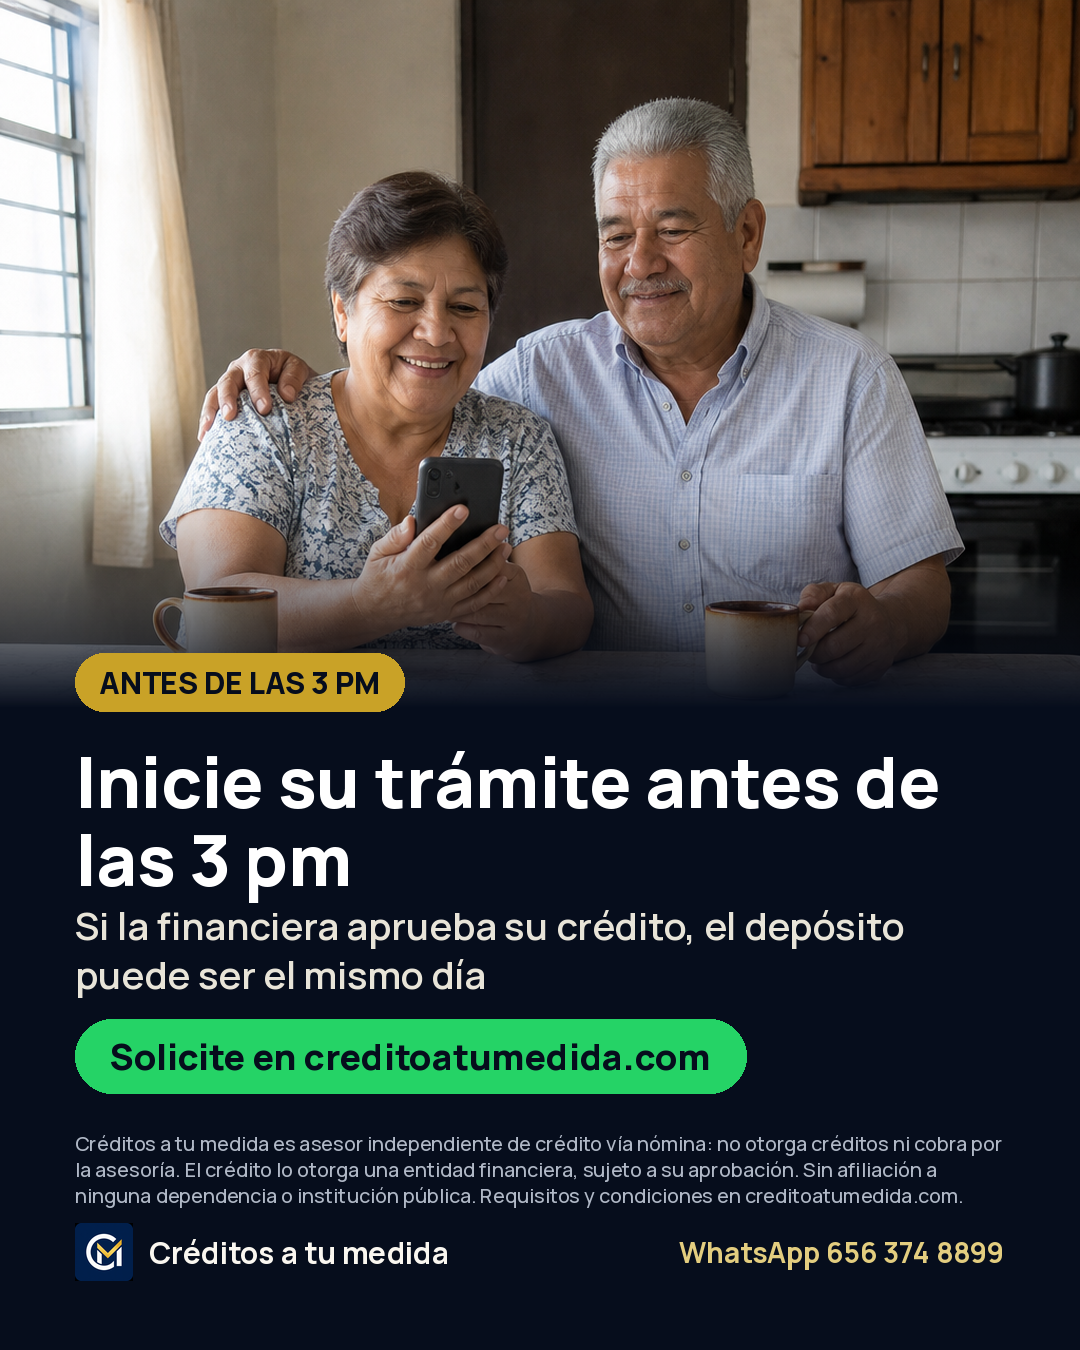 ANTES DE LAS 3 PM
Inicie su trámite antes de
las 3 pm
Si la financiera aprueba su crédito, el depósito
puede ser el mismo día
Solicite en creditoatumedida.com
Créditos a tu medida es asesor independiente de crédito vía nómina: no otorga créditos ni cobra por
la asesoría. El crédito lo otorga una entidad financiera, sujeto a su aprobación. Sin afiliación a
ninguna dependencia o institución pública. Requisitos y condiciones en creditoatumedida.com.
Créditos a tu medida
WhatsApp 656 374 8899